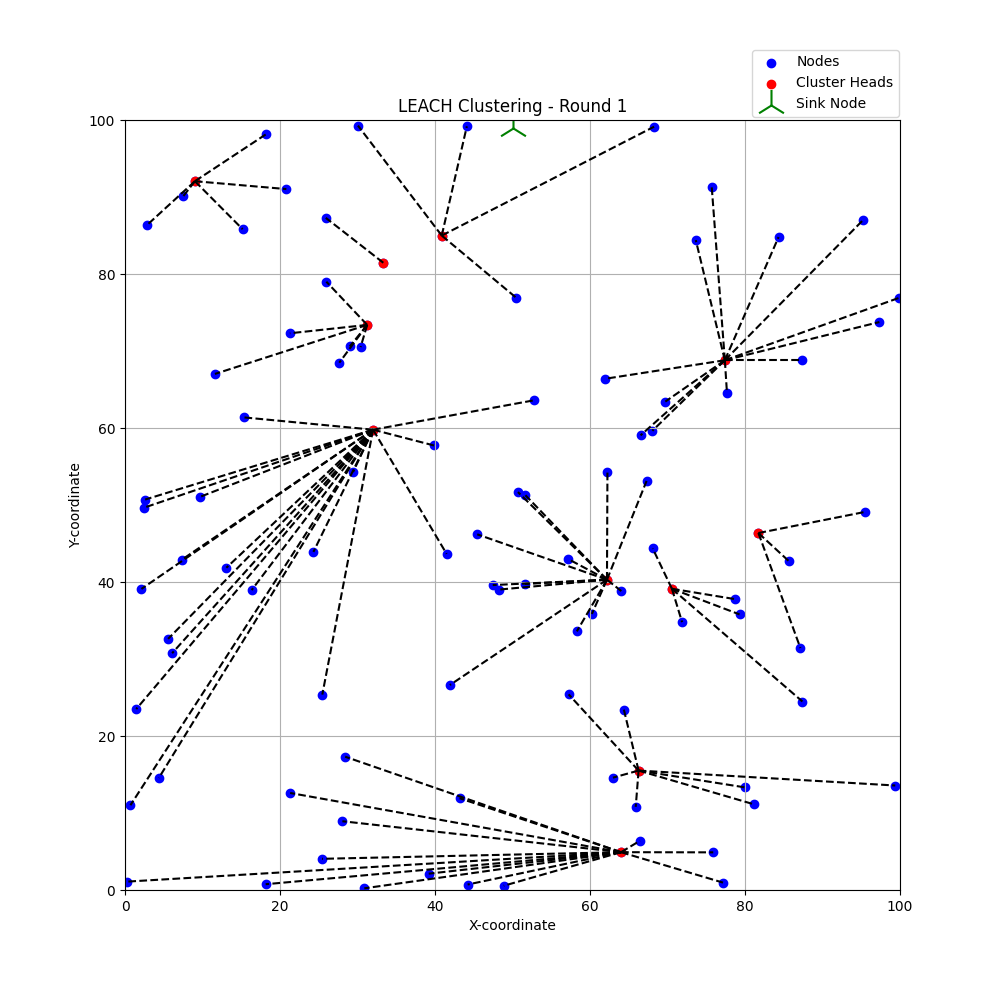 Nodes
Cluster Heads
Sink Node
LEACH Clustering - Round 1
100
80
60
40
20
0
Y-coordinate
0 20 40 60 80 100
X-coordinate